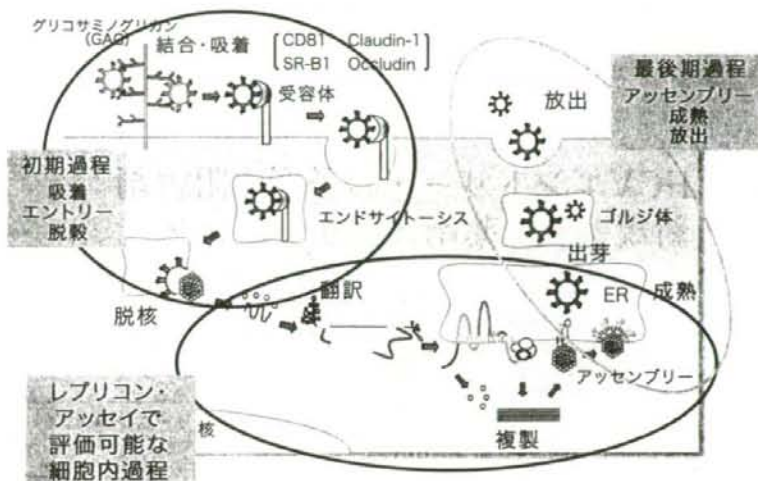 グリコサミノグリカン
(GAG)
結合・吸着
CD81 Claudin-1
SR-B1 Occludin
受容体
最後期過程
アッセンブリー
成熟
放出
放出
初期過程
吸着
エントリー
脱穀
エンドサイトーシス
ゴルジ体
出芽
翻訳
ER
成熟
脱核
アッセンブリー
レプリコン・
アッセイで
評価可能な
細胞内過程
核
複製